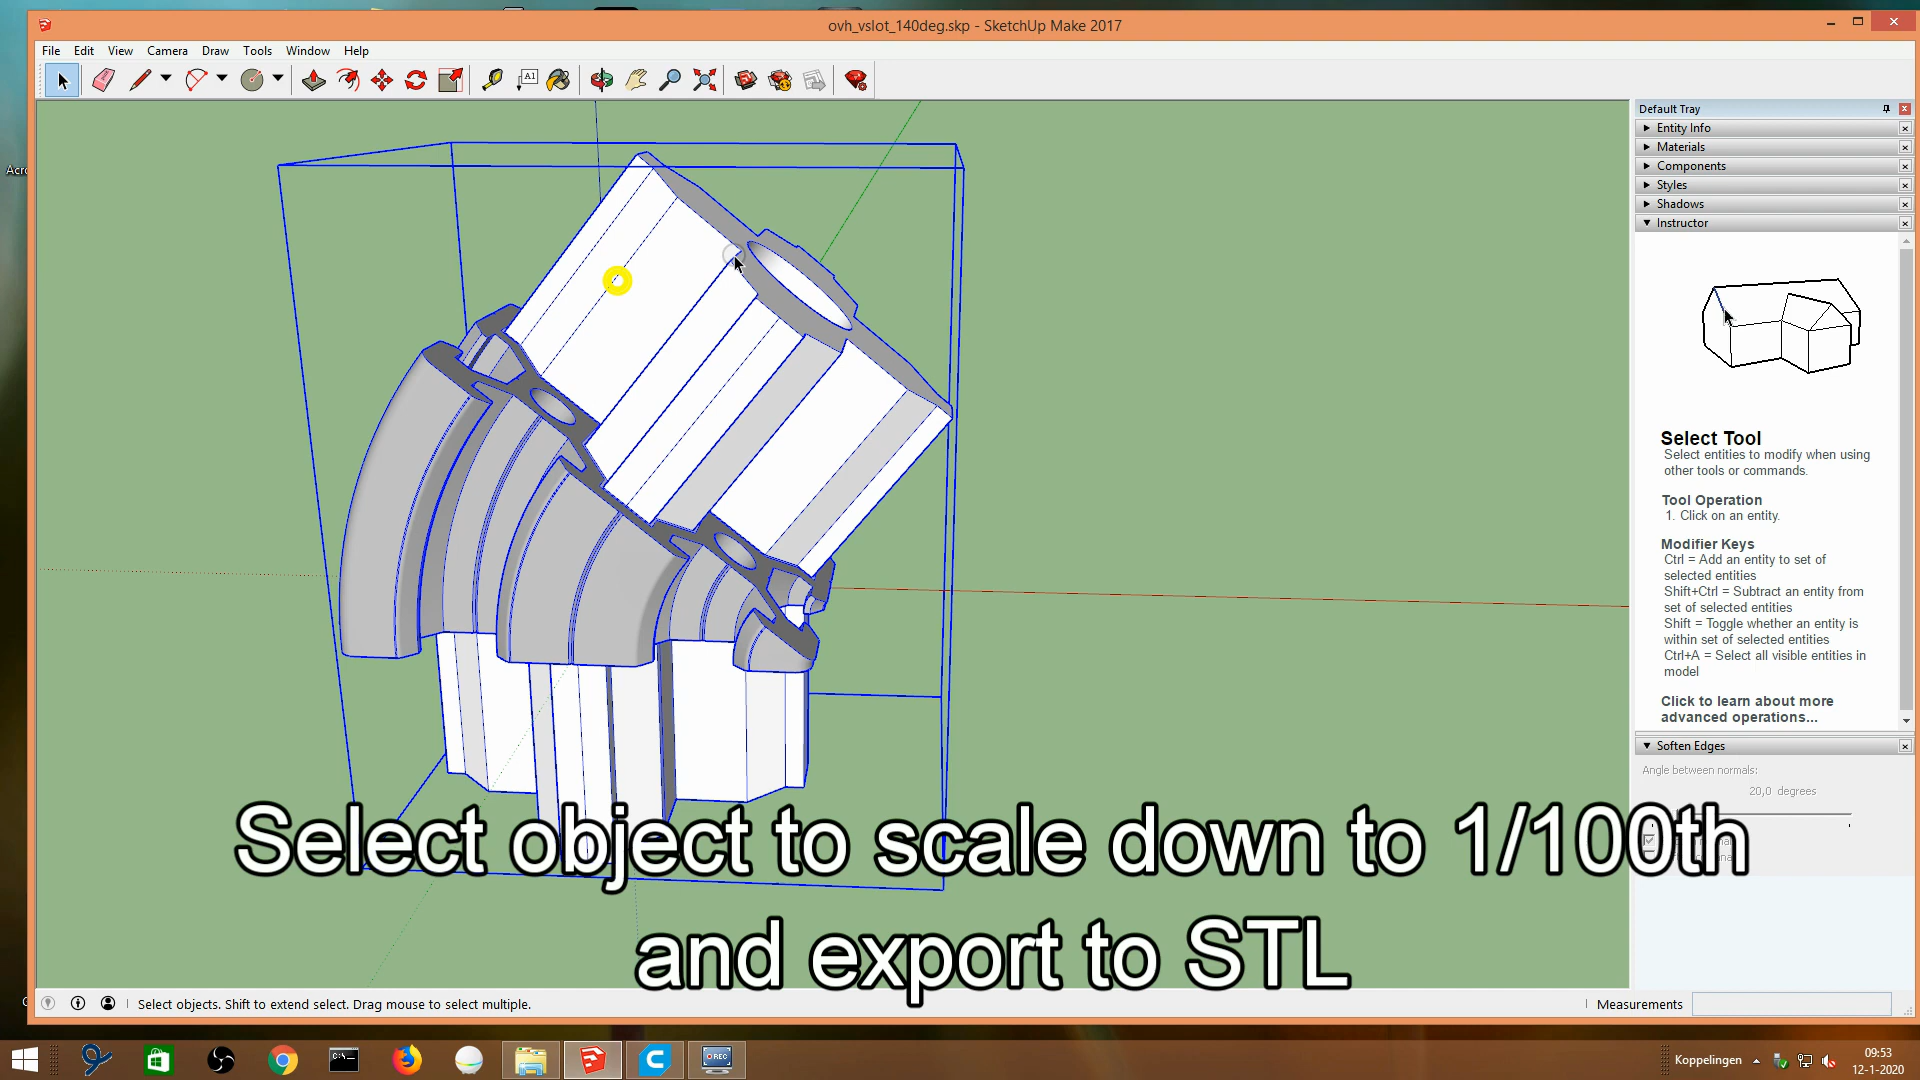 ovh_vslot_140deg.skp - SketchUp Make 2017
File Edit View Camera Draw Tools Window Help
A1
Default Tray
Entity Info
Materials
Components
Styles
Shadows
Instructor
Select Tool
Select entities to modify when using
other tools or commands.
Tool Operation
1. Click on an entity.
Modifier Keys
Ctrl = Add an entity to set of
selected entities
Shift+Ctrl = Subtract an entity from
set of selected entities
Shift = Toggle whether an entity is
within set of selected entities
Ctrl+A = Select all visible entities in
model
Click to learn about more
advanced operations...
Soften Edges
Angle between normals:
20,0 degrees
Select object to scale down to 1/100th
and export to STL
Select objects. Shift to extend select. Drag mouse to select multiple.
Measurements
REC
Koppelingen
09:53
12-1-2020